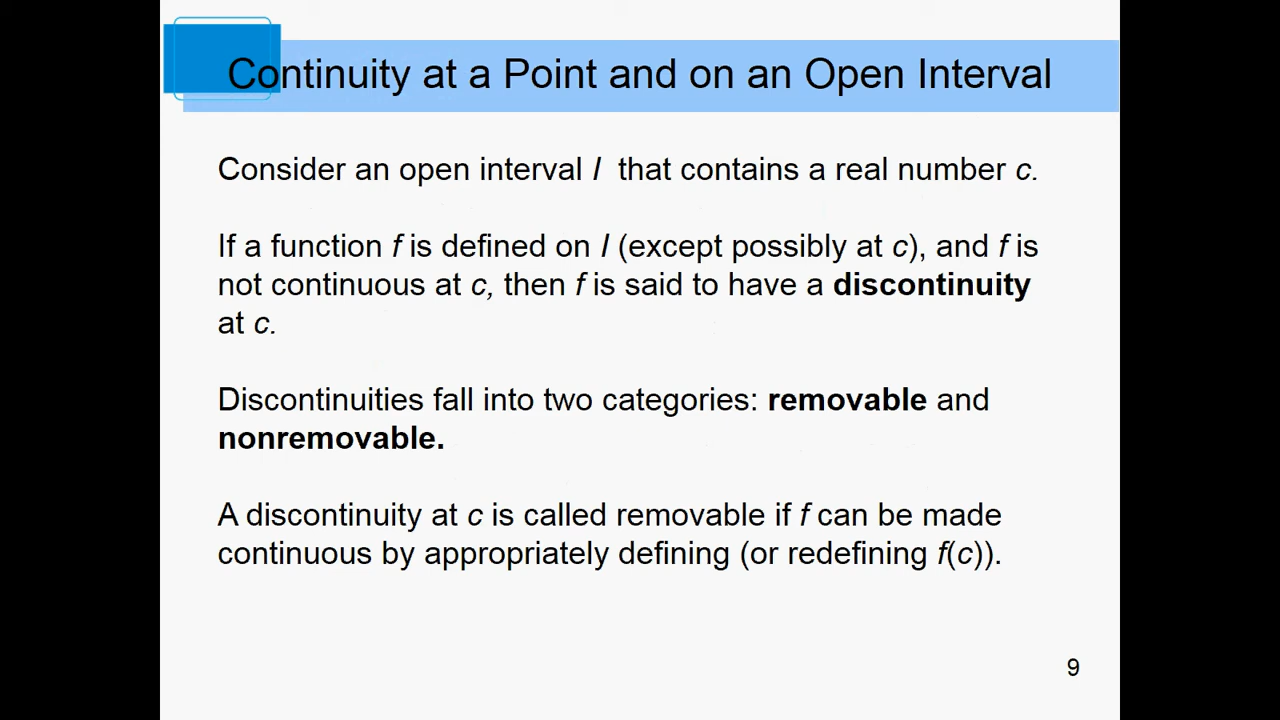 Continuity at a Point and on an Open Interval
Consider an open interval I that contains a real number c.
If a function f is defined on I (except possibly at c), and f is
not continuous at c, then f is said to have a discontinuity
at c.
Discontinuities fall into two categories: removable and
nonremovable.
A discontinuity at c is called removable if f can be made
continuous by appropriately defining (or redefining f(c)).
9